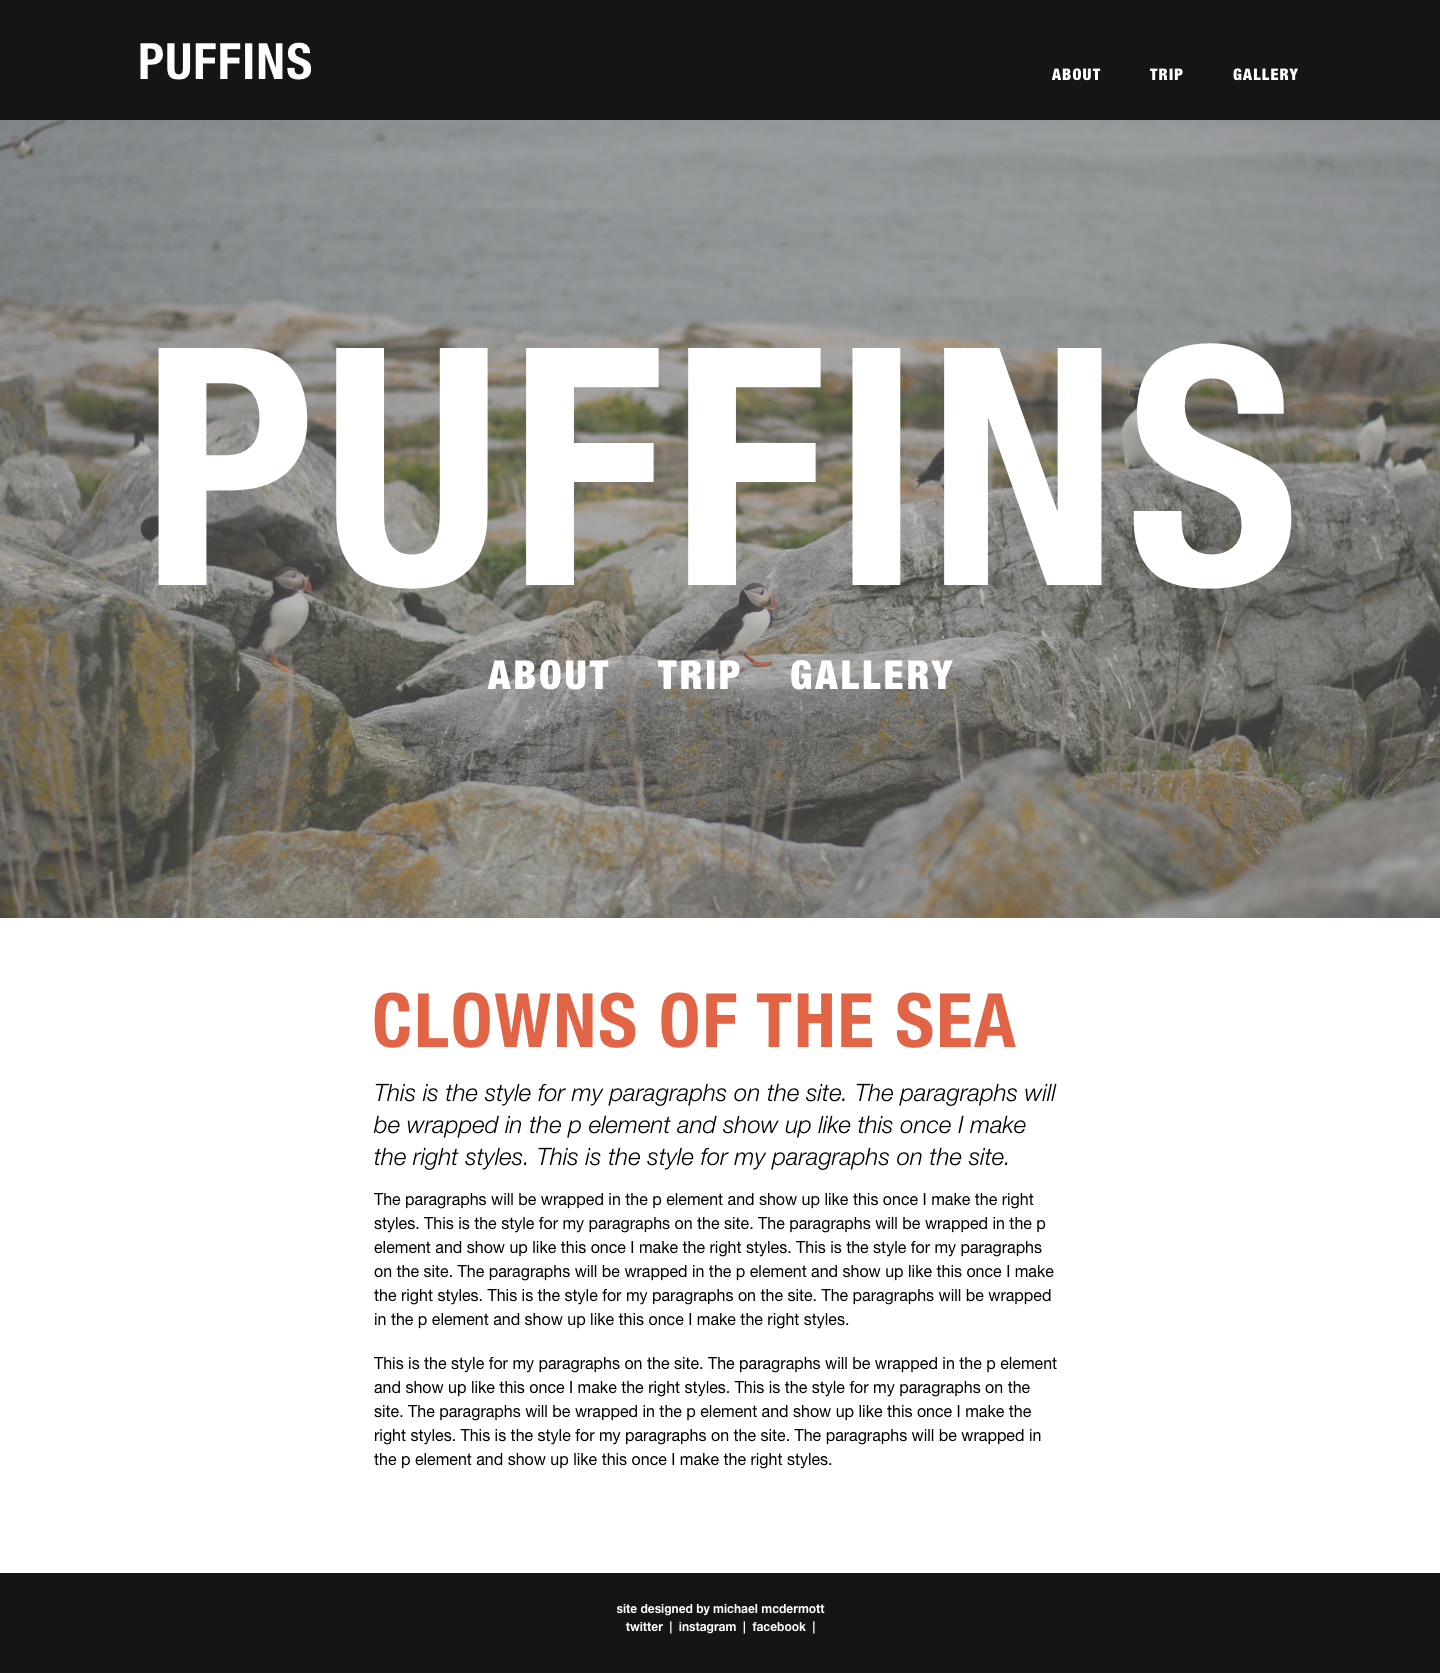 PUFFINS
ABOUT TRIP GALLERY
PUFFINS
ABOUT TRIP GALLERY
CLOWNS OF THE SEA
This is the style for my paragraphs on the site. The paragraphs will
be wrapped in the p element and show up like this once I make
the right styles. This is the style for my paragraphs on the site.
The paragraphs will be wrapped in the p element and show up like this once I make the right
styles. This is the style for my paragraphs on the site. The paragraphs will be wrapped in the p
element and show up like this once I make the right styles. This is the style for my paragraphs
on the site. The paragraphs will be wrapped in the p element and show up like this once I make
the right styles. This is the style for my paragraphs on the site. The paragraphs will be wrapped
in the p element and show up like this once I make the right styles.
This is the style for my paragraphs on the site. The paragraphs will be wrapped in the p element
and show up like this once I make the right styles. This is the style for my paragraphs on the
site. The paragraphs will be wrapped in the p element and show up like this once I make the
right styles. This is the style for my paragraphs on the site. The paragraphs will be wrapped in
the p element and show up like this once I make the right styles.
site designed by michael mcdermott
twitter | instagram | facebook |